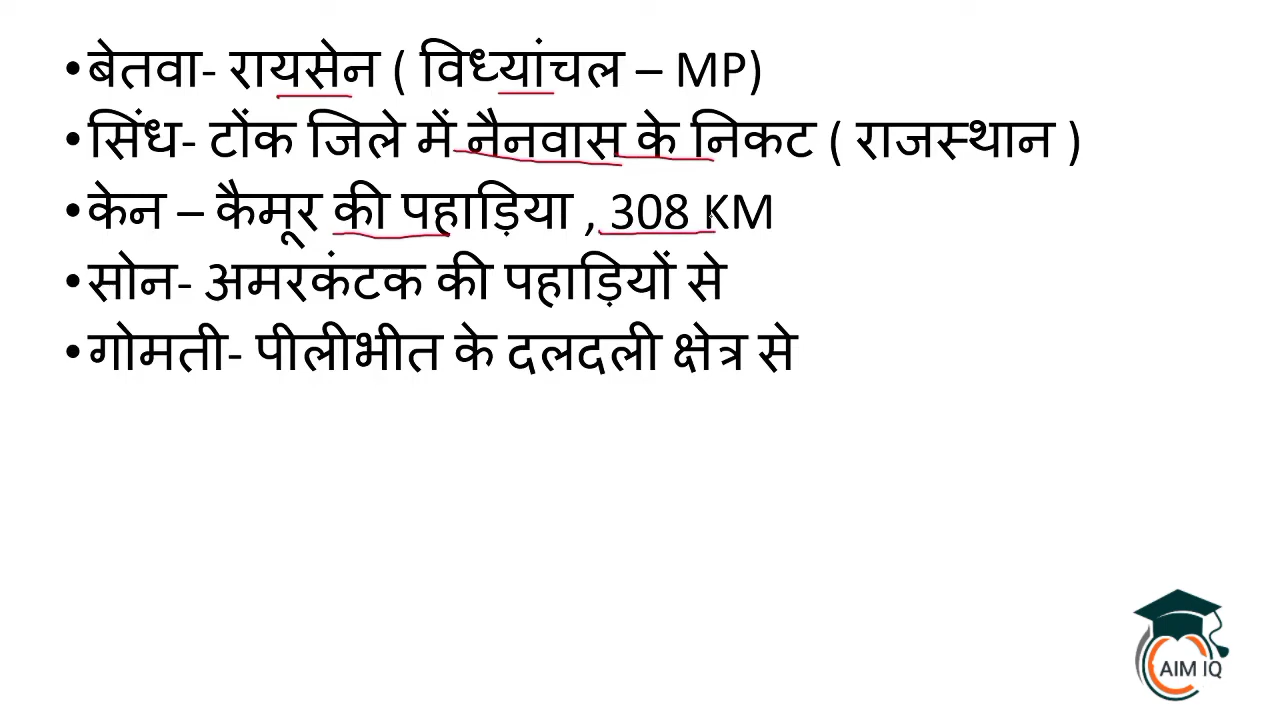 •बेतवा- रायसेन ( विध्यांचल – MP)
•सिंध- टोंक जिले में नैनवास के निकट ( राजस्थान )
•केन – कैमूर की पहाड़िया , 308 KM
•सोन- अमरकंटक की पहाड़ियों से
•गोमती- पीलीभीत के दलदली क्षेत्र से
AIM IQ